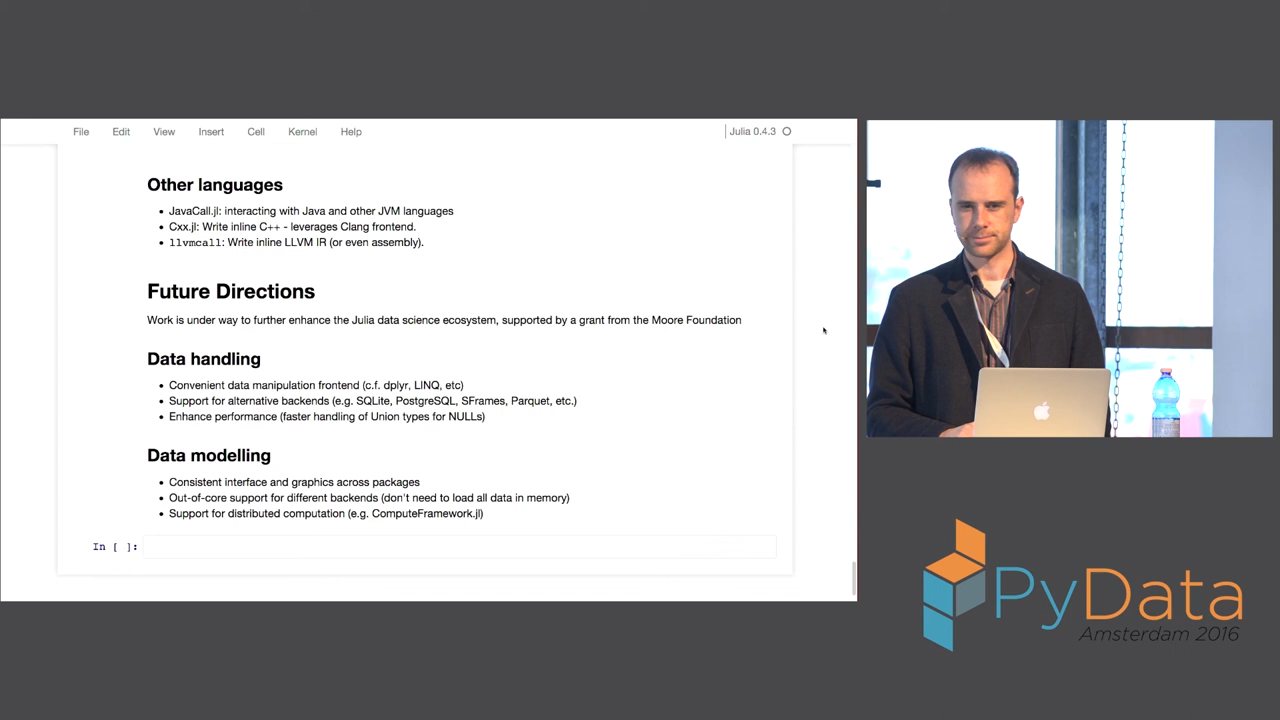 File Edit View Insert Cell Kernel Help Julia 0.4.3
Other languages
• JavaCall.jl: interacting with Java and other JVM languages
• Cxx.jl: Write inline C++ - leverages Clang frontend.
• llvmcall: Write inline LLVM IR (or even assembly).
Future Directions
Work is under way to further enhance the Julia data science ecosystem, supported by a grant from the Moore Foundation
Data handling
• Convenient data manipulation frontend (c.f. dplyr, LINQ, etc)
• Support for alternative backends (e.g. SQLite, PostgreSQL, SFrames, Parquet, etc.)
• Enhance performance (faster handling of Union types for NULLs)
Data modelling
• Consistent interface and graphics across packages
• Out-of-core support for different backends (don't need to load all data in memory)
• Support for distributed computation (e.g. ComputeFramework.jl)
In [ ]:
PyData
Amsterdam 2016